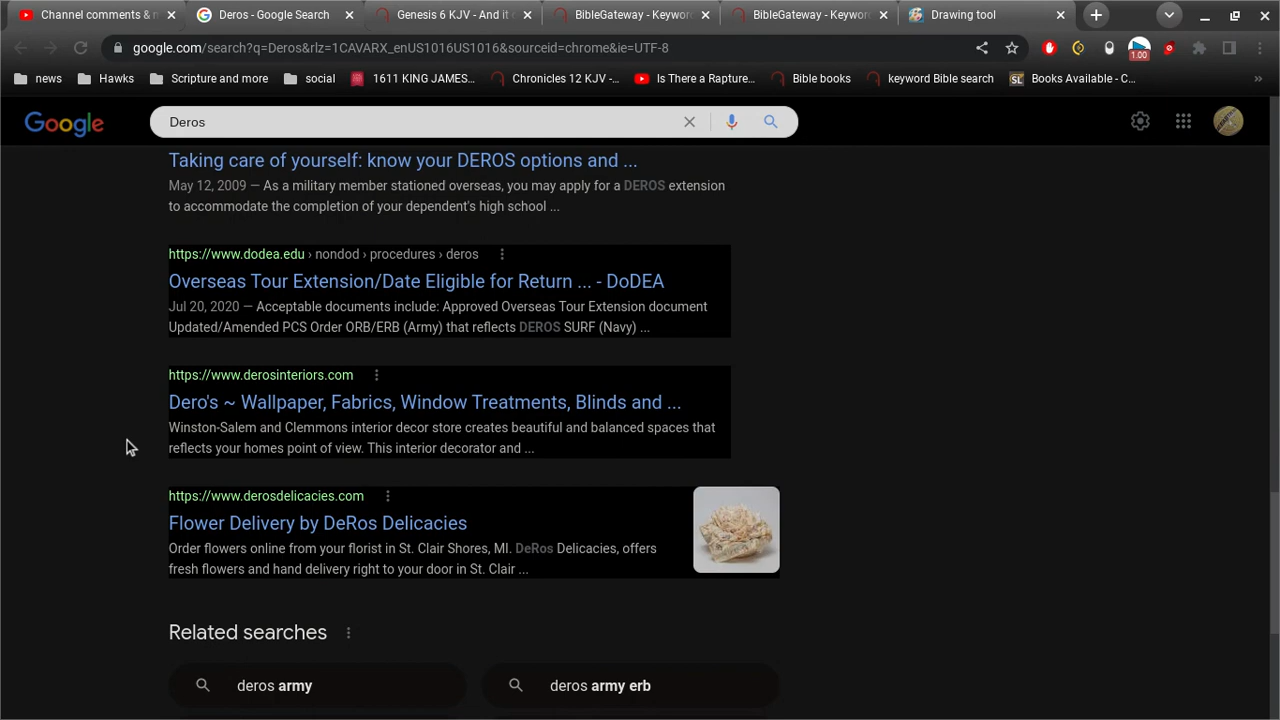 Channel comments & n
Deros - Google Search
Genesis 6 KJV - And it
BibleGateway - Keywor
BibleGateway - Keywor
Drawing tool
google.com/search?q=Deros&rlz=1CAVARX_enUS1016US1016&sourceid=chrome&ie=UTF-8
1.00
news
Hawks
Scripture and more
social
1611 KING JAMES...
Chronicles 12 KJV -...
Is There a Rapture...
Bible books
keyword Bible search
SL
Books Available - C...
»
Google
Deros
Taking care of yourself: know your DEROS options and ...
May 12, 2009 — As a military member stationed overseas, you may apply for a DEROS extension
to accommodate the completion of your dependent's high school ...
https://www.dodea.edu › nondod › procedures › deros
Overseas Tour Extension/Date Eligible for Return ... - DoDEA
Jul 20, 2020 — Acceptable documents include: Approved Overseas Tour Extension document
Updated/Amended PCS Order ORB/ERB (Army) that reflects DEROS SURF (Navy) ...
https://www.derosinteriors.com
Dero's ~ Wallpaper, Fabrics, Window Treatments, Blinds and ...
Winston-Salem and Clemmons interior decor store creates beautiful and balanced spaces that
reflects your homes point of view. This interior decorator and ...
https://www.derosdelicacies.com
Flower Delivery by DeRos Delicacies
Order flowers online from your florist in St. Clair Shores, MI. DeRos Delicacies, offers
fresh flowers and hand delivery right to your door in St. Clair ...
Related searches
deros army
deros army erb